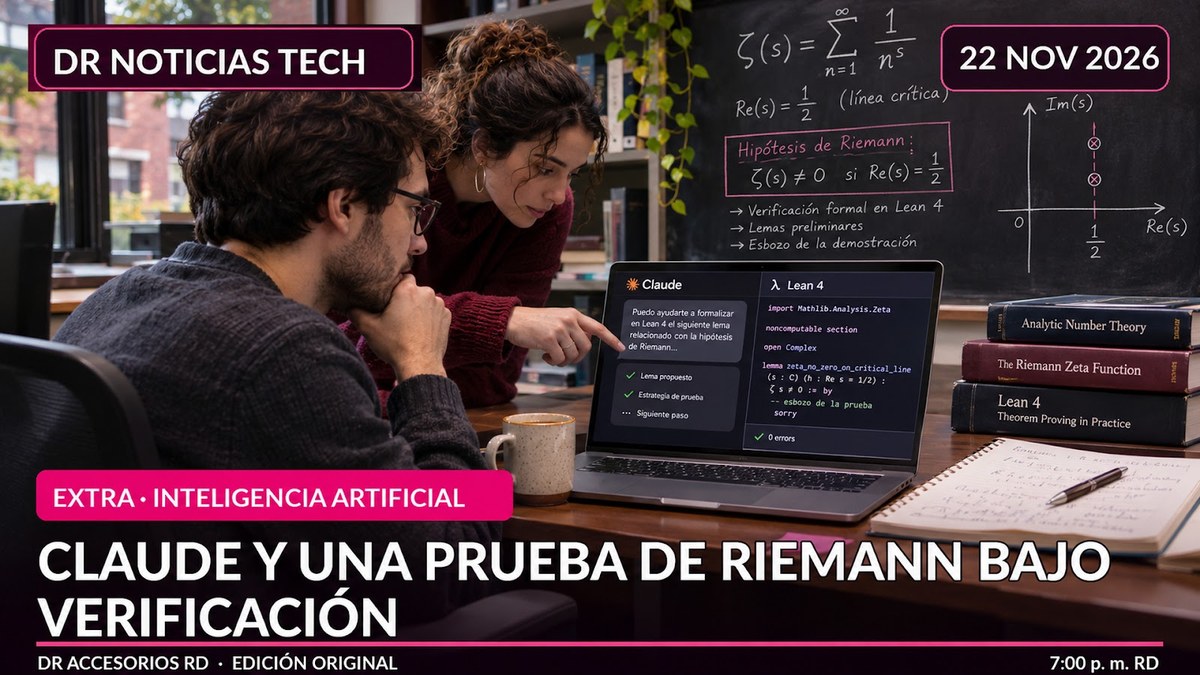 DR NOTICIAS TECH
22 NOV 2026
ζ(s) = ∞ Σ n=1 1/n^s
Re(s) = 1/2 (línea crítica)
Hipótesis de Riemann:
ζ(s) ≠ 0 si Re(s) = 1/2
→ Verificación formal en Lean 4
→ Lemas preliminares
→ Esbozo de la demostración
Im(s)
0
1/2
Re(s)
Claude
Puedo ayudarte a formalizar
en Lean 4 el siguiente lema
relacionado con la hipótesis
de Riemann...
✓ Lema propuesto
✓ Estrategia de prueba
... Siguiente paso
λ Lean 4
import Mathlib.Analysis.Zeta
noncomputable section
open Complex
lemma zeta_no_zero_on_critical_line
(s : C) (h : Re s = 1/2) :
ζ s ≠ 0 := by
-- esbozo de la prueba
sorry
✓ 0 errors
Analytic Number Theory
The Riemann Zeta Function
Lean 4
Theorem Proving in Practice
EXTRA · INTELIGENCIA ARTIFICIAL
CLAUDE Y UNA PRUEBA DE RIEMANN BAJO
VERIFICACIÓN
DR ACCESORIOS RD · EDICIÓN ORIGINAL
7:00 p. m. RD